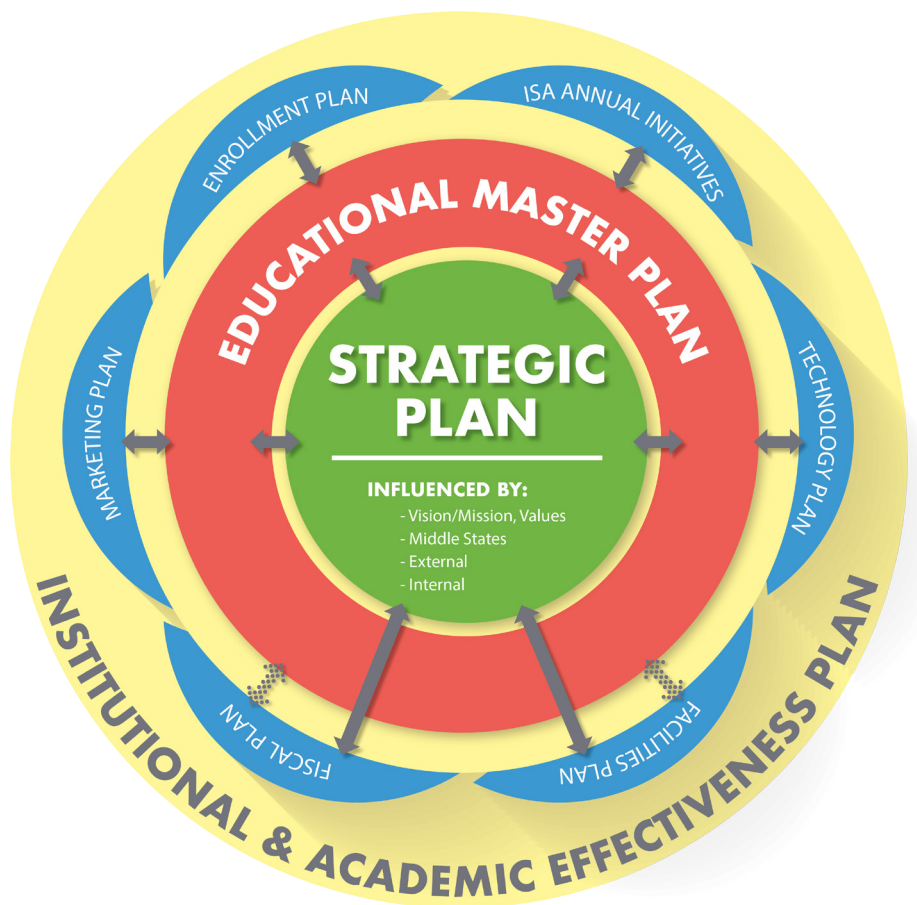 ENROLLMENT PLAN
ISA ANNUAL INITIATIVES
EDUCATIONAL MASTER PLAN
MARKETING PLAN
TECHNOLOGY PLAN
STRATEGIC
PLAN
INFLUENCED BY:
- Vision/Mission, Values
- Middle States
- External
- Internal
FISCAL PLAN
FACILITIES PLAN
INSTITUTIONAL & ACADEMIC EFFECTIVENESS PLAN